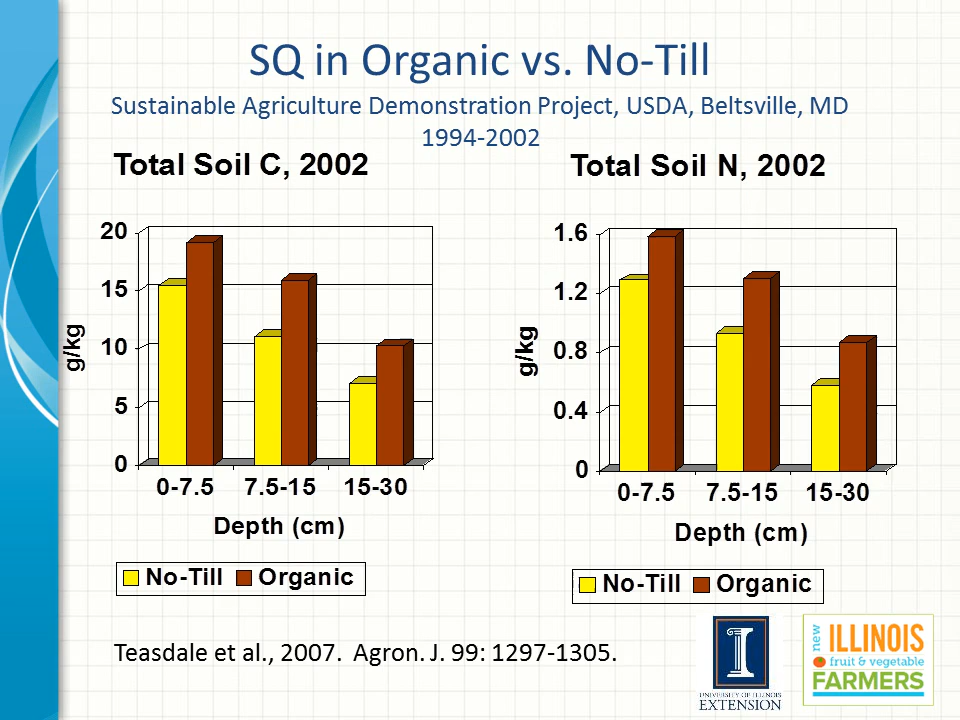 SQ in Organic vs. No-Till
Sustainable Agriculture Demonstration Project, USDA, Beltsville, MD
1994-2002
Total Soil C, 2002
20
15
10
5
0
g/kg
0-7.5 7.5-15 15-30
Depth (cm)
No-Till Organic
Total Soil N, 2002
1.6
1.2
0.8
0.4
0
g/kg
0-7.5 7.5-15 15-30
Depth (cm)
No-Till Organic
Teasdale et al., 2007. Agron. J. 99: 1297-1305.
I
UNIVERSITY OF ILLINOIS
EXTENSION
new
ILLINOIS
fruit & vegetable
FARMERS